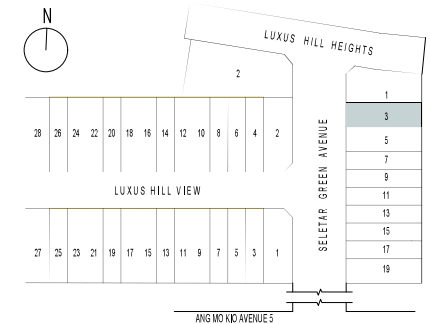 N
LUXUS HILL HEIGHTS
2
1
3
28 26 24 22 20 18 16 14 12 10 8 6 4 2
5
7
9
LUXUS HILL VIEW
SELETAR GREEN AVENUE
11
13
15
27 25 23 21 19 17 15 13 11 9 7 5 3 1
17
19
ANG MO KIO AVENUE 5